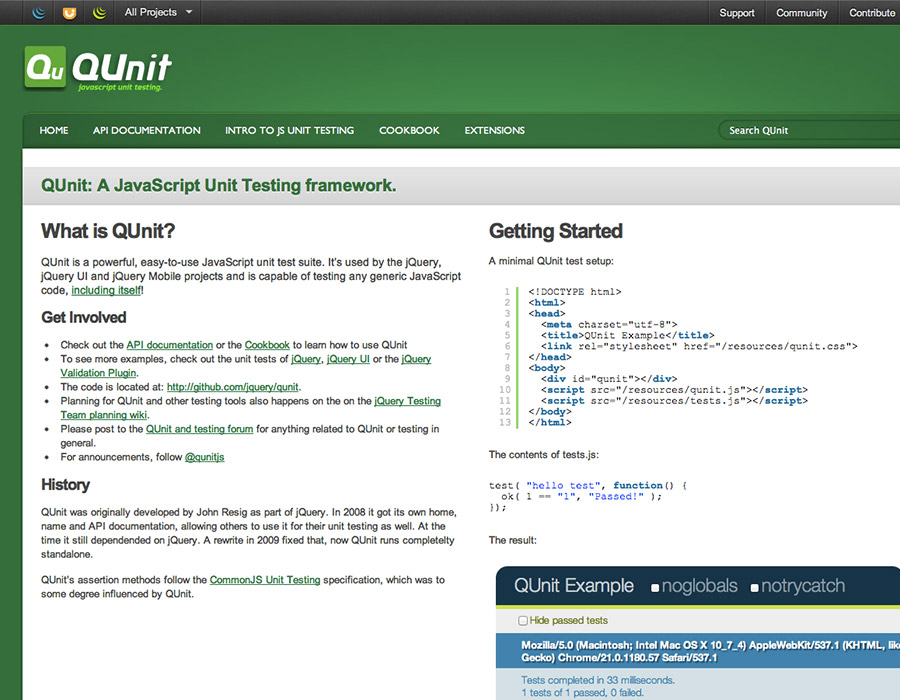 All Projects
Support
Community
Contribute
Qu QUnit
javascript unit testing.
HOME
API DOCUMENTATION
INTRO TO JS UNIT TESTING
COOKBOOK
EXTENSIONS
Search QUnit
QUnit: A JavaScript Unit Testing framework.
What is QUnit?
QUnit is a powerful, easy-to-use JavaScript unit test suite. It's used by the jQuery,
jQuery UI and jQuery Mobile projects and is capable of testing any generic JavaScript
code, including itself!
Get Involved
• Check out the API documentation or the Cookbook to learn how to use QUnit
• To see more examples, check out the unit tests of jQuery, jQuery UI or the jQuery
Validation Plugin.
• The code is located at: http://github.com/jquery/qunit.
• Planning for QUnit and other testing tools also happens on the on the jQuery Testing
Team planning wiki.
• Please post to the QUnit and testing forum for anything related to QUnit or testing in
general.
• For announcements, follow @qunitjs
History
QUnit was originally developed by John Resig as part of jQuery. In 2008 it got its own home,
name and API documentation, allowing others to use it for their unit testing as well. At the
time it still dependended on jQuery. A rewrite in 2009 fixed that, now QUnit runs completelty
standalone.
QUnit's assertion methods follow the CommonJS Unit Testing specification, which was to
some degree influenced by QUnit.
Getting Started
A minimal QUnit test setup:
1 <!DOCTYPE html>
2 <html>
3 <head>
4 <meta charset="utf-8">
5 <title>QUnit Example</title>
6 <link rel="stylesheet" href="/resources/qunit.css">
7 </head>
8 <body>
9 <div id="qunit"></div>
10 <script src="/resources/qunit.js"></script>
11 <script src="/resources/tests.js"></script>
12 </body>
13 </html>
The contents of tests.js:
test( "hello test", function() {
ok( 1 == "1", "Passed!" );
});
The result:
QUnit Example noglobals notrycatch
Hide passed tests
Mozilla/5.0 (Macintosh; Intel Mac OS X 10_7_4) AppleWebKit/537.1 (KHTML, like
Gecko) Chrome/21.0.1180.57 Safari/537.1
Tests completed in 33 milliseconds.
1 tests of 1 passed, 0 failed.